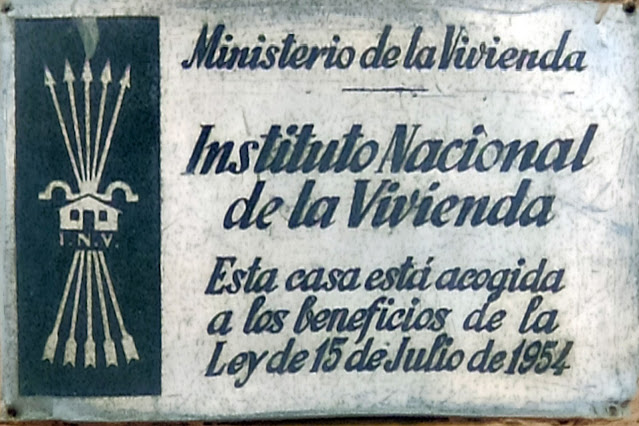 Ministerio de la Vivienda
Instituto Nacional
de la Vivienda
I.N.V.
Esta casa está acogida
a los beneficios de la
Ley de 15 de Julio de 1954